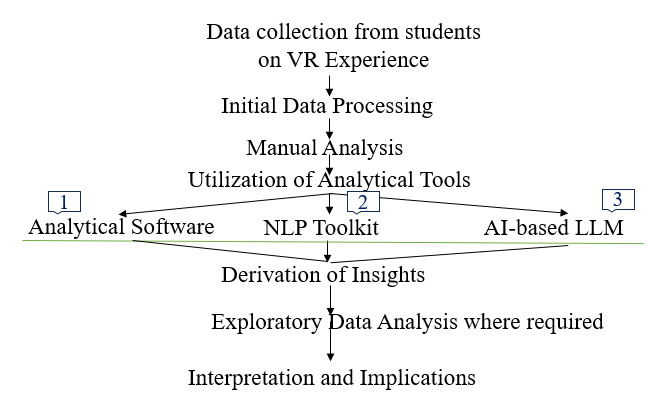 Data collection from students
on VR Experience
Initial Data Processing
Manual Analysis
Utilization of Analytical Tools
1
2
3
Analytical Software
NLP Toolkit
AI-based LLM
Derivation of Insights
Exploratory Data Analysis where required
Interpretation and Implications